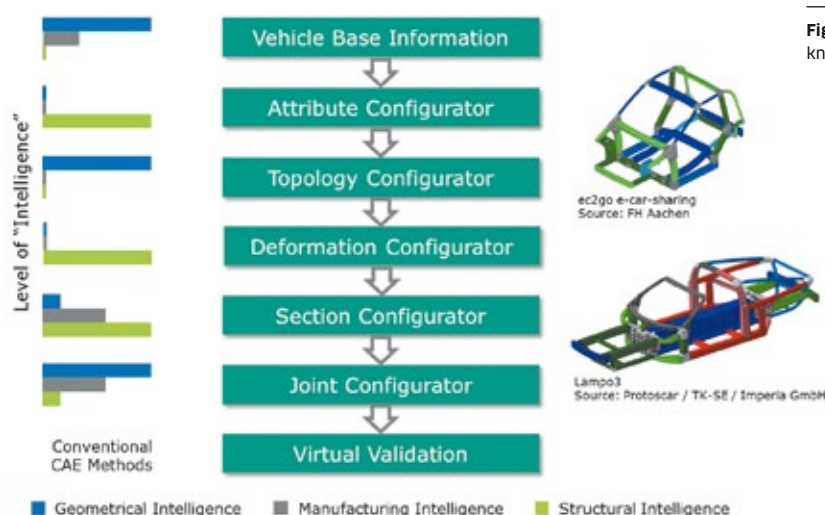 Fig
kn
Level of "Intelligence"
Vehicle Base Information
Attribute Configurator
Topology Configurator
Deformation Configurator
Section Configurator
Joint Configurator
Virtual Validation
Conventional
CAE Methods
ec2go e-car-sharing
Source: FH Aachen
Lampo3
Source: Protoscar / TK-SE / Imperia GmbH
Geometrical Intelligence
Manufacturing Intelligence
Structural Intelligence